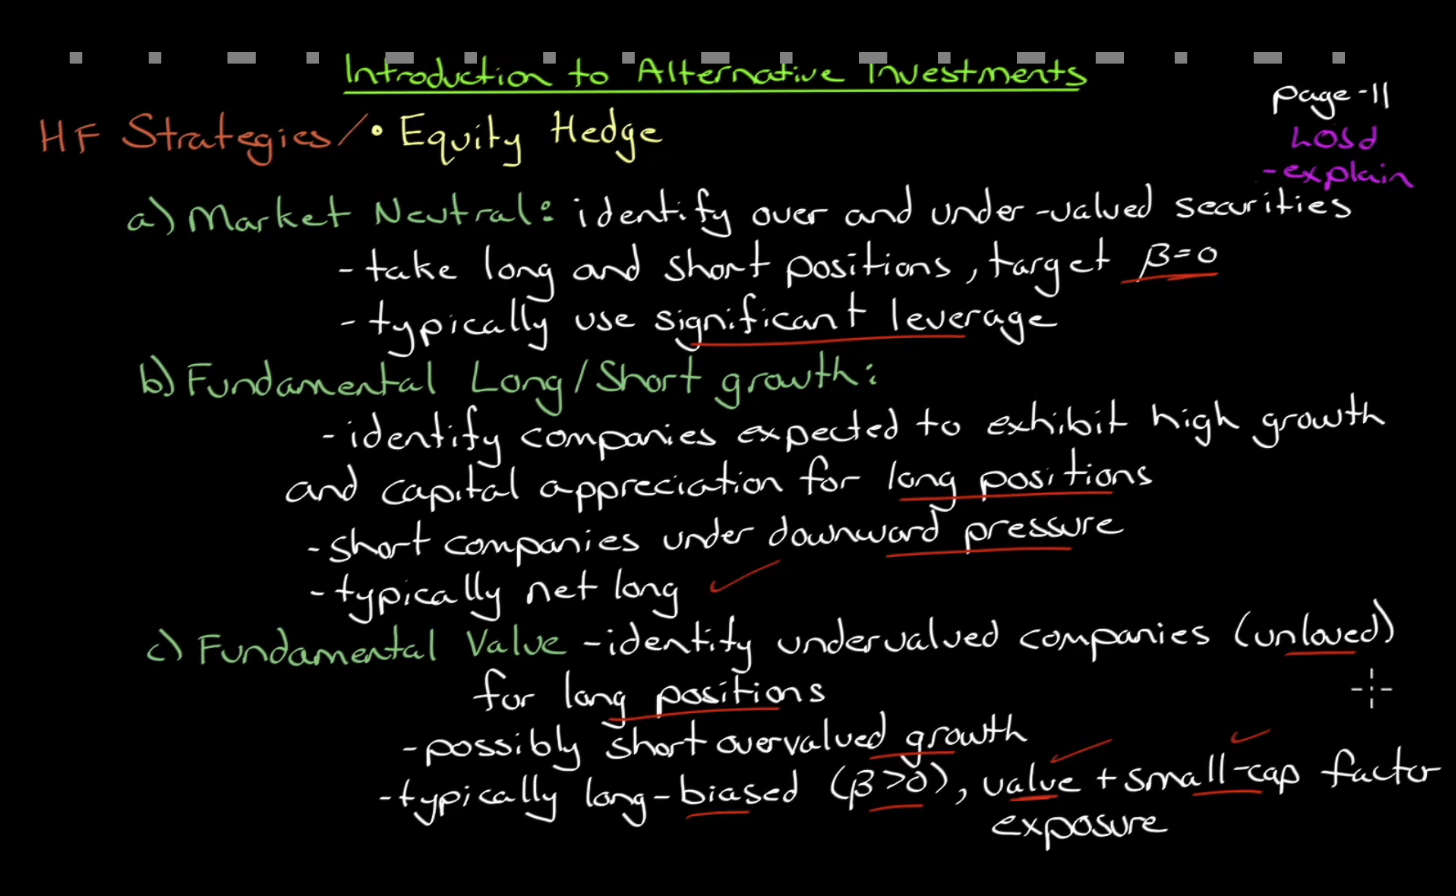 Introduction to Alternative Investments
page-11
LOSd
-explain
HF Strategies/• Equity Hedge
a) Market Neutral: identify over and under-valued securities
- take long and short positions, target β=0
- typically use significant leverage
b) Fundamental Long/Short growth:
- identify companies expected to exhibit high growth
and capital appreciation for long positions
- short companies under downward pressure
- typically net long
c) Fundamental Value - identify undervalued companies (unloved)
for long positions
- possibly short overvalued growth
- typically long-biased (β>0), value + small-cap factor
exposure